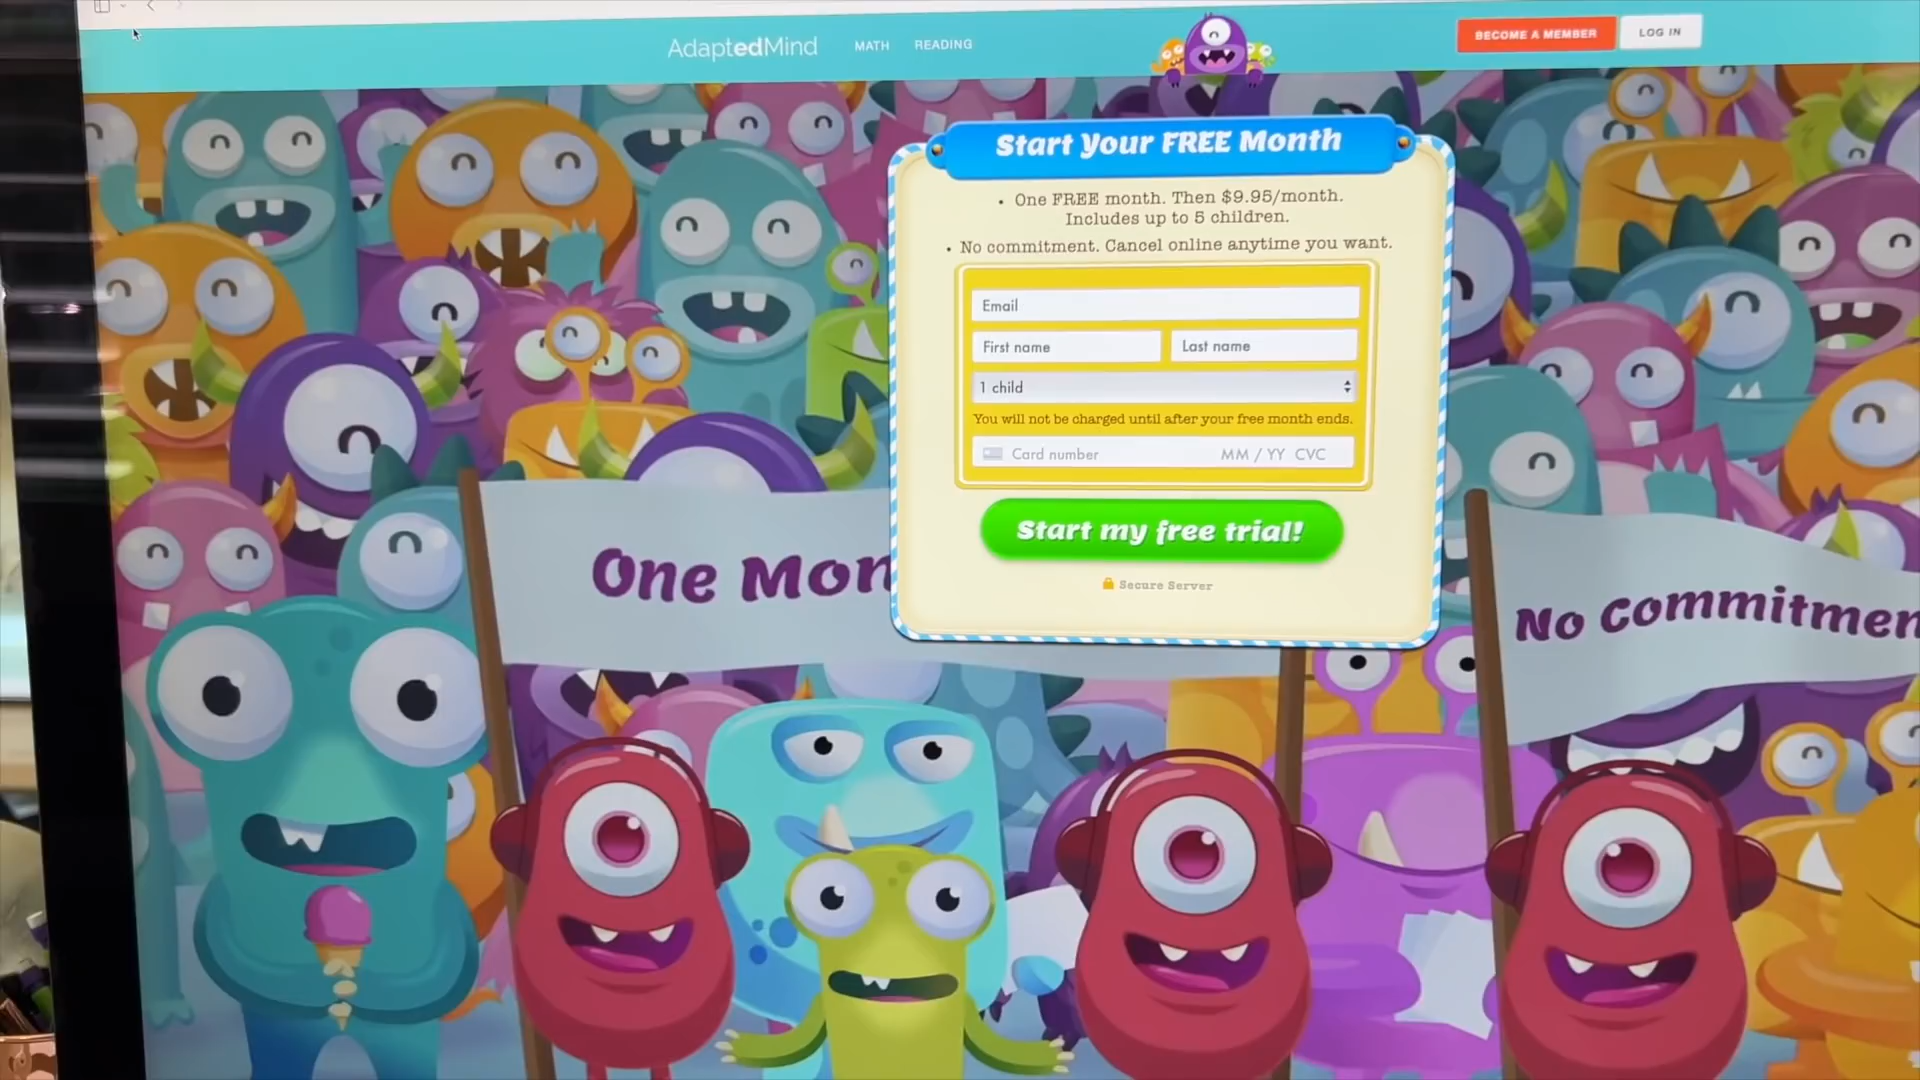 AdaptedMind
MATH
READING
BECOME A MEMBER
LOG IN
Start Your FREE Month
• One FREE month. Then $9.95/month.
Includes up to 5 children.
• No commitment. Cancel online anytime you want.
Email
First name
Last name
1 child
You will not be charged until after your free month ends.
Card number
MM / YY CVC
Start my free trial!
Secure Server
One Mon
No Commitmen